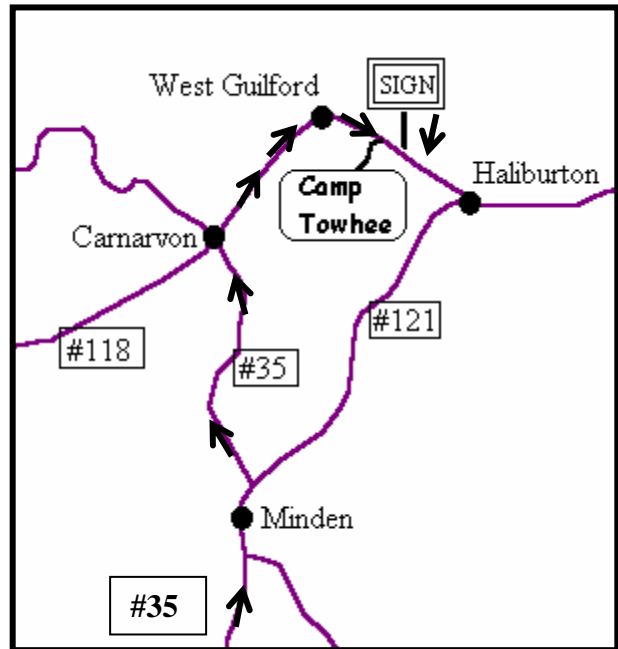 West Guilford
SIGN
Haliburton
Camp
Towhee
Carnarvon
#121
#118
#35
Minden
#35